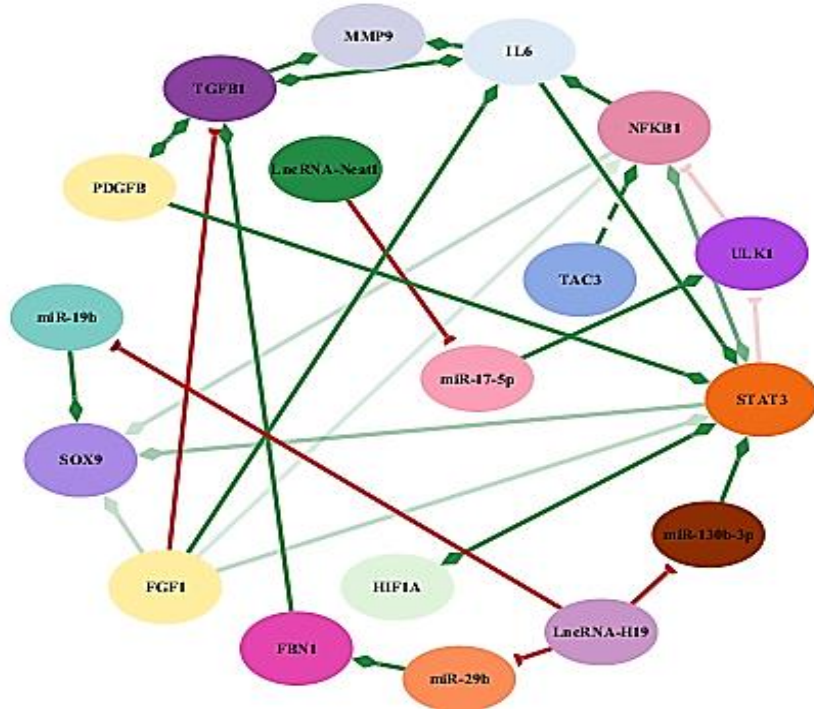 MMP9
IL6
TGFB1
NFKB1
LncRNA-Neat1
PDGFB
ULK1
TAC3
miR-19b
miR-17-5p
STAT3
SOX9
miR-130b-3p
FGF1
HIF1A
LncRNA-H19
FBN1
miR-29b